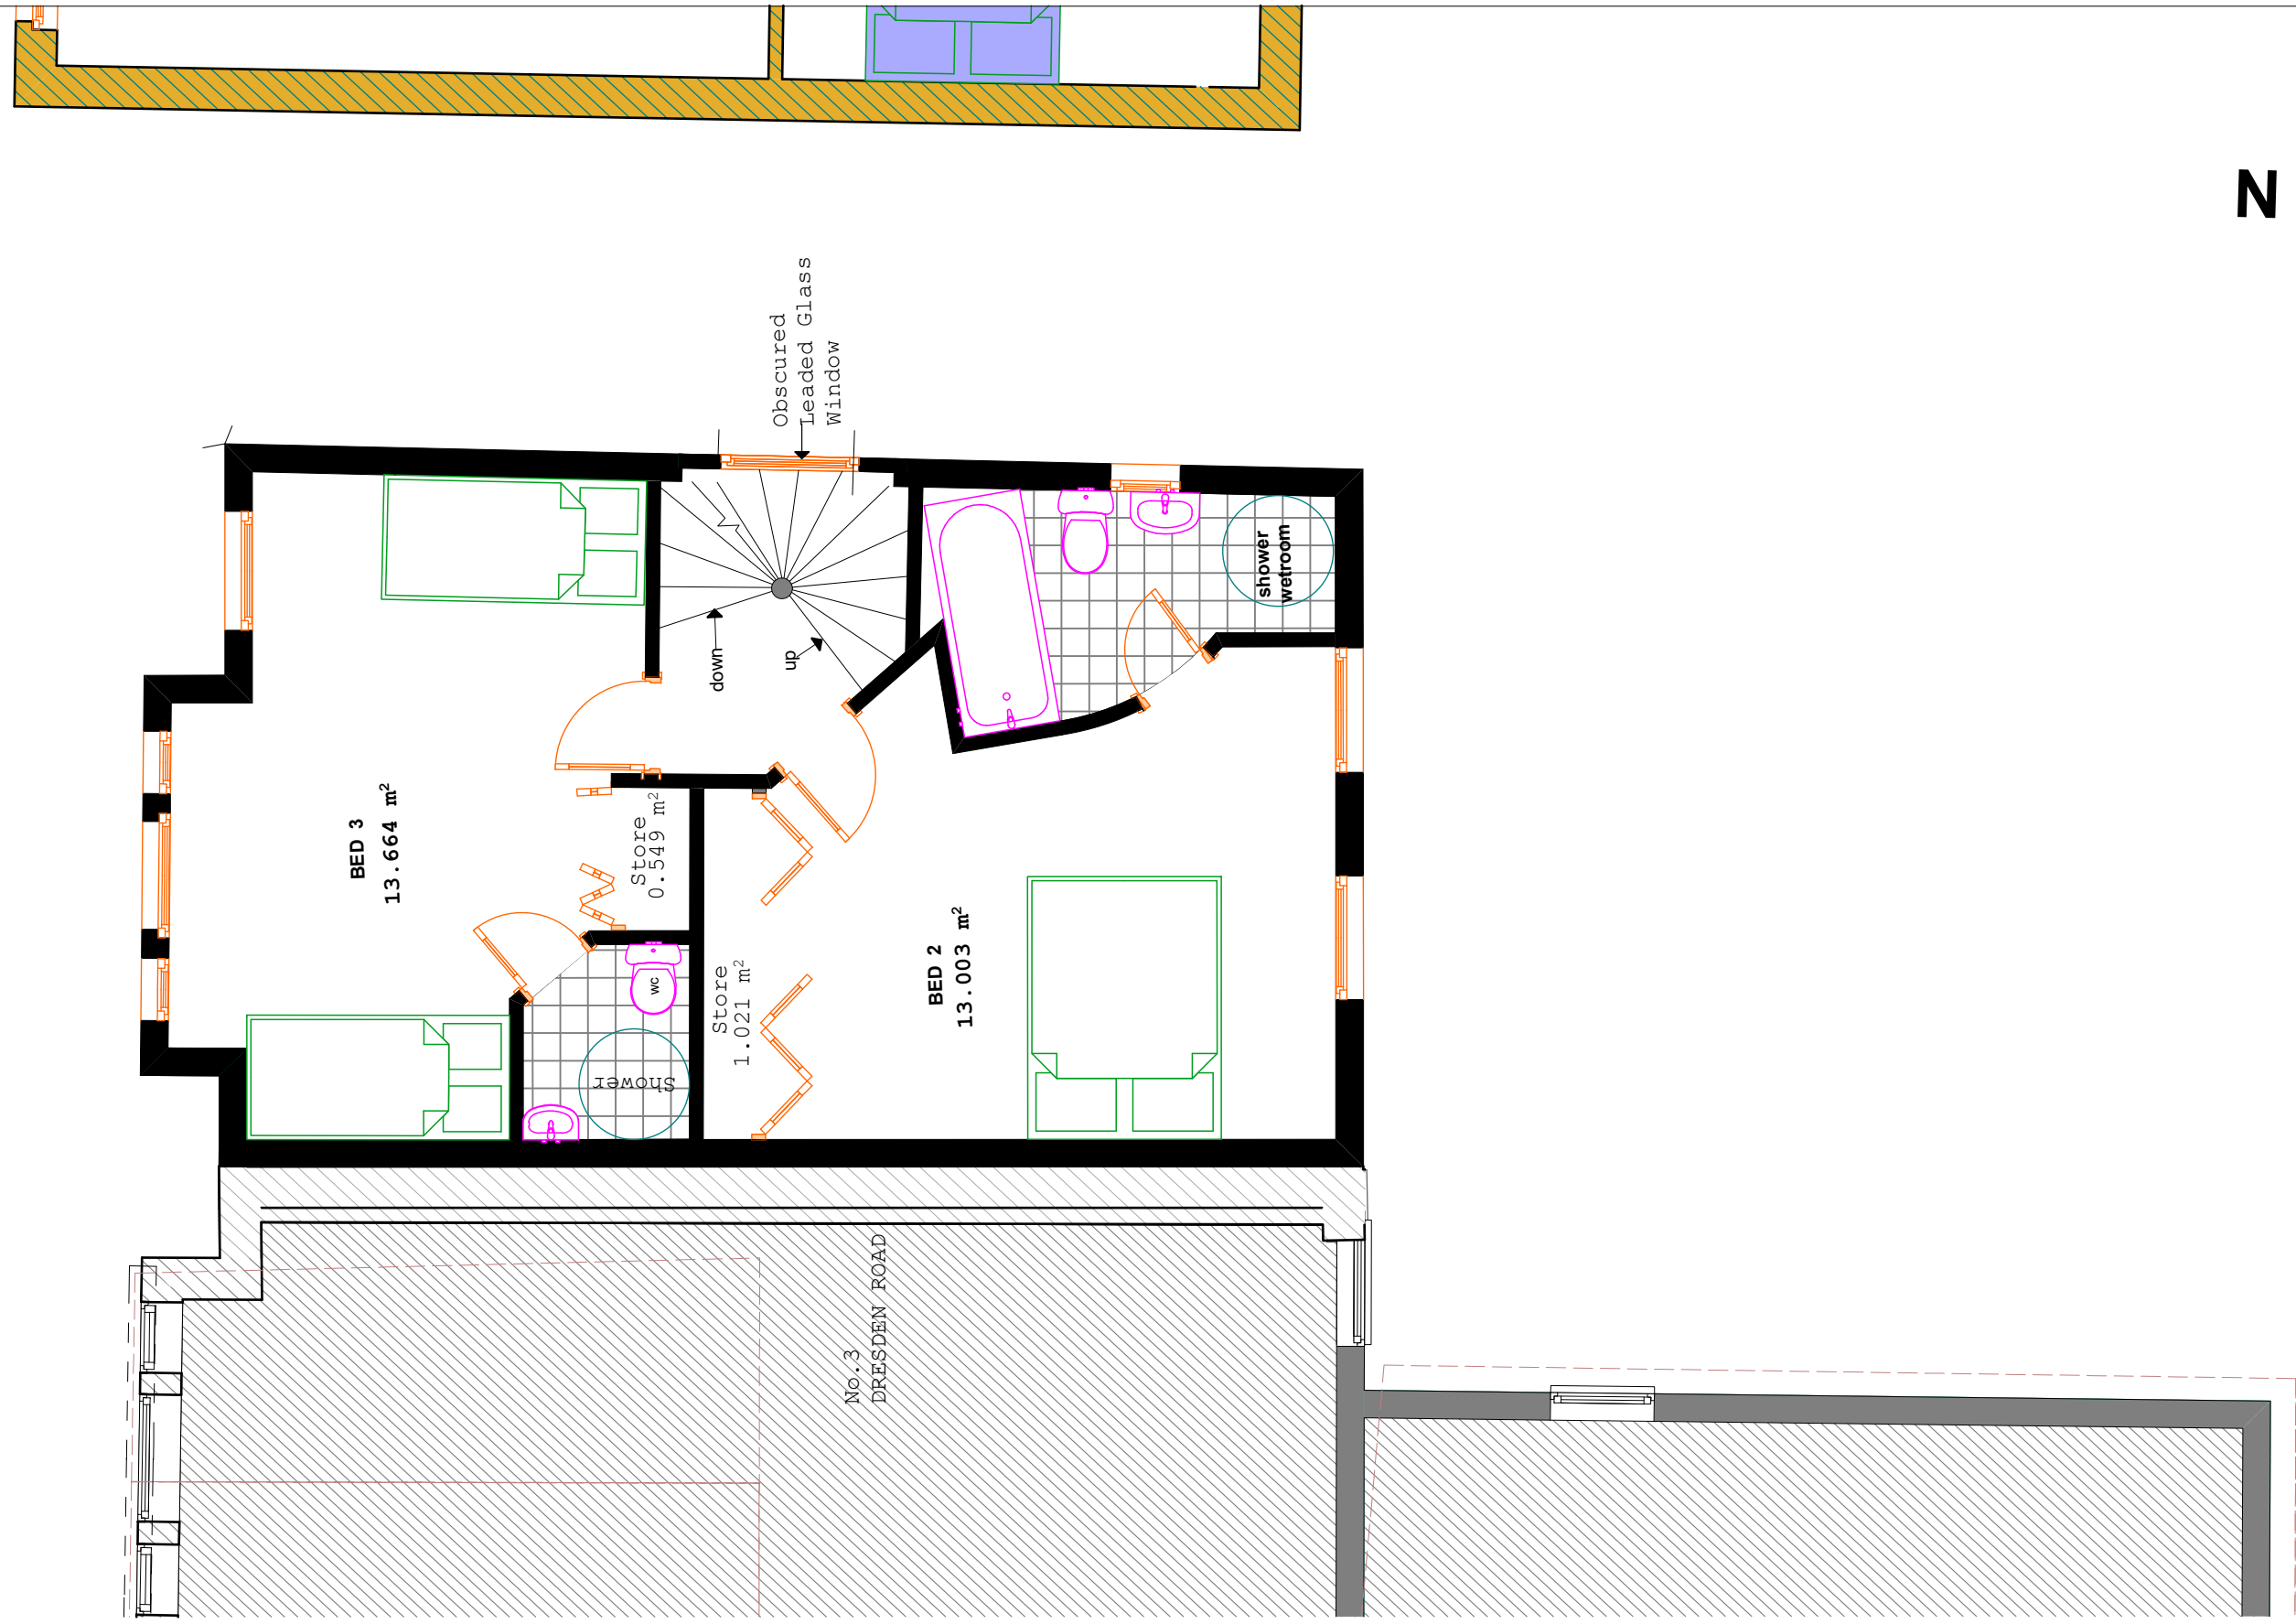 N
Obscured
Leaded Glass
Window
shower
wetroom
down
up
BED 3
13.664 m²
Store
0.549 m²
wc
Shower
Store
1.021 m²
BED 2
13.003 m²
No.3
DRESDEN ROAD